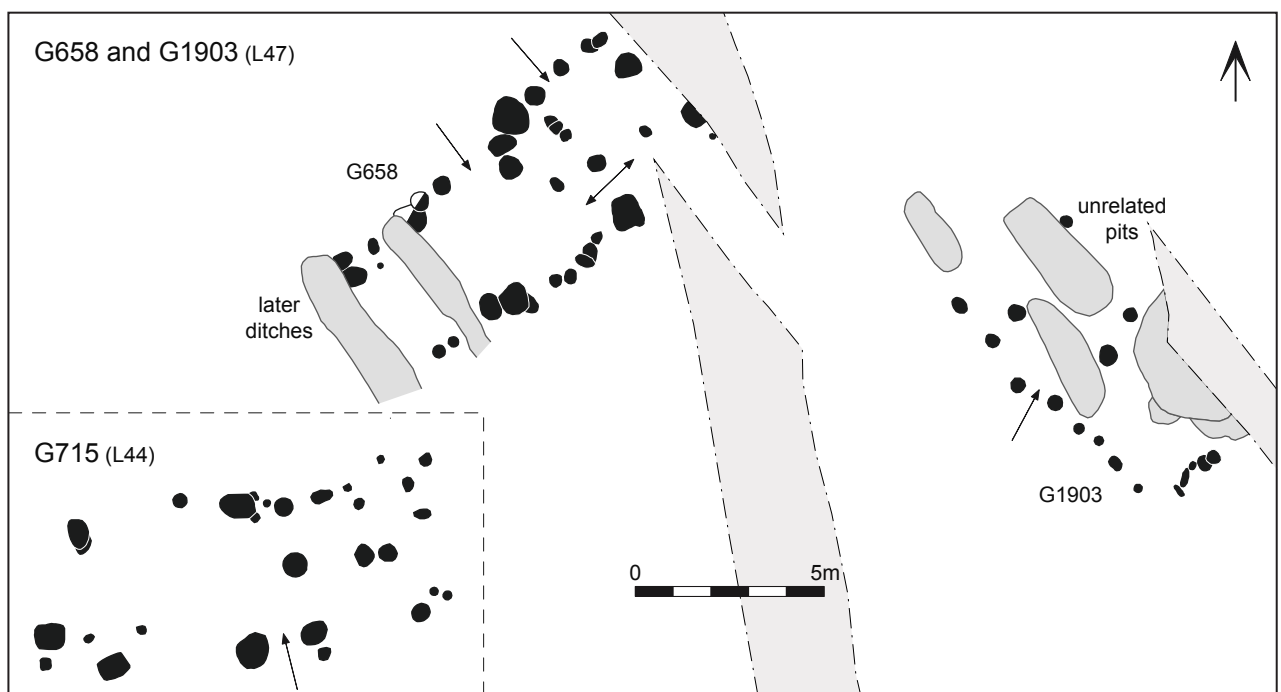 G658 and G1903 (L47)
G658
later
ditches
unrelated
pits
G1903
G715 (L44)
0 5m